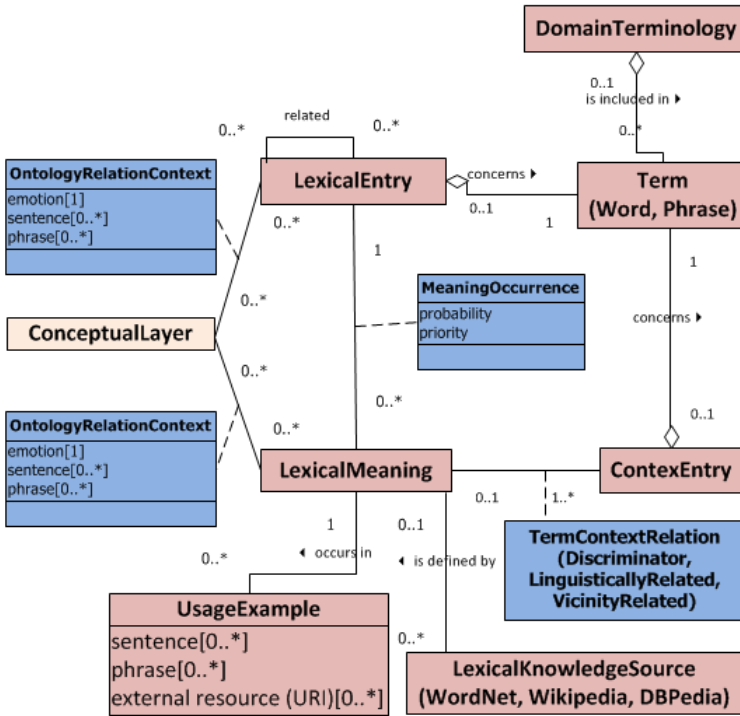 DomainTerminology
0..1
is included in ▶
0..*
related
0..*
0..*
OntologyRelationContext
emotion[1]
sentence[0..*]
phrase[0..*]
LexicalEntry
concerns ▶
0..1
1
Term
(Word, Phrase)
0..*
1
1
MeaningOccurrence
probability
priority
0..*
concerns ▶
ConceptualLayer
0..*
0..*
0..1
OntologyRelationContext
emotion[1]
sentence[0..*]
phrase[0..*]
0..*
LexicalMeaning
ContexEntry
0..1
1..*
1
0..1
0..*
◀ occurs in
◀ is defined by
TermContextRelation
(Discriminator,
LinguisticallyRelated,
VicinityRelated)
UsageExample
sentence[0..*]
phrase[0..*]
external resource (URI)[0..*]
0..*
LexicalKnowledgeSource
(WordNet, Wikipedia, DBPedia)